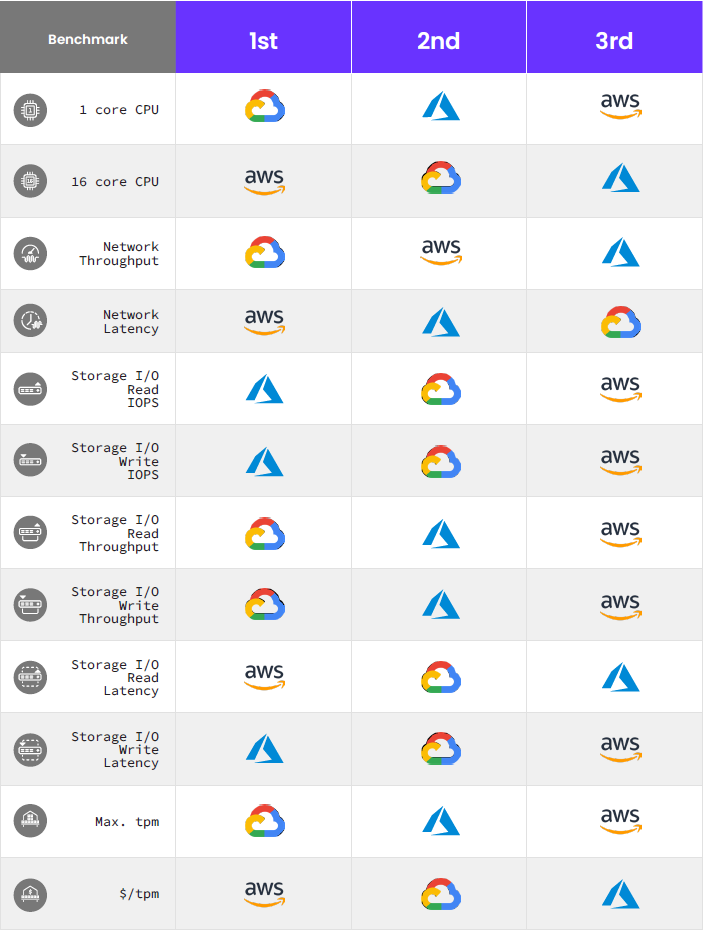 Benchmark 1st 2nd 3rd
1 core CPU aws
16 core CPU aws
Network
Throughput aws
Network
Latency aws
Storage I/O
Read
IOPS aws
Storage I/O
Write
IOPS aws
Storage I/O
Read
Throughput aws
Storage I/O
Write
Throughput aws
Storage I/O
Read
Latency aws
Storage I/O
Write
Latency aws
Max. tpm aws
$/tpm aws